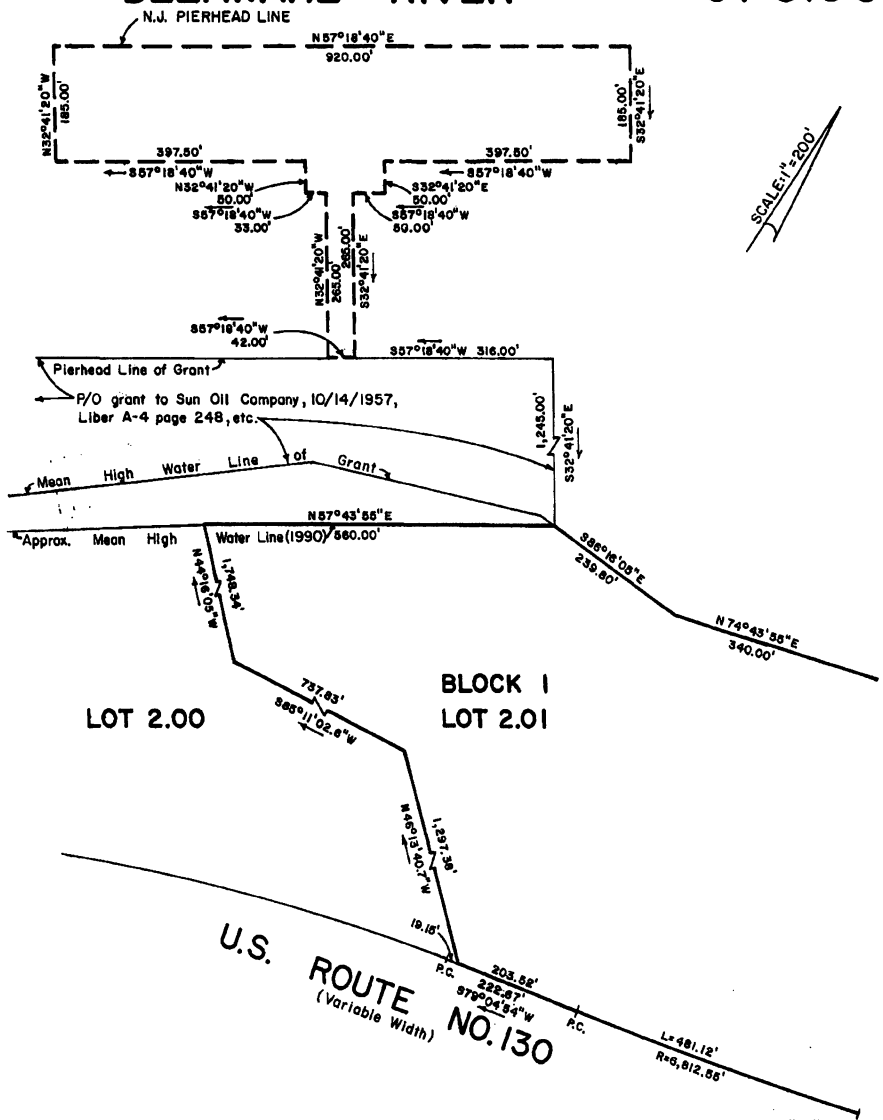 N.J. PIERHEAD LINE
N57°18'40"E
920.00'
N32°41'20"W
185.00'
185.00'
S32°41'20"E
397.50'
S57°18'40"W
397.50'
S57°18'40"W
N32°41'20"W
50.00'
S57°18'40"W
33.00'
S32°41'20"E
50.00'
S57°18'40"W
50.00'
N32°41'20"W
265.00'
265.00'
S32°41'20"E
SCALE:1"=200'
S57°18'40"W
42.00'
S57°18'40"W 316.00'
Pierhead Line of Grant
P/O grant to Sun Oil Company, 10/14/1957,
Liber A-4 page 248, etc.
1,245.00'
S32°41'20"E
Mean High Water Line of Grant
N57°43'55"E
Approx. Mean High Water Line(1990) 560.00'
S86°16'05"E
239.80'
N74°43'55"E
340.00'
1,748.34'
N44°16'05"W
737.83'
S85°11'02.6"W
BLOCK 1
LOT 2.01
LOT 2.00
1,297.38'
N46°13'40.7"W
19.15'
P.C.
203.52'
222.67'
S79°04'54"W
P.C.
L=481.12'
R=6,812.55'
U.S. ROUTE NO.130
(Variable Width)